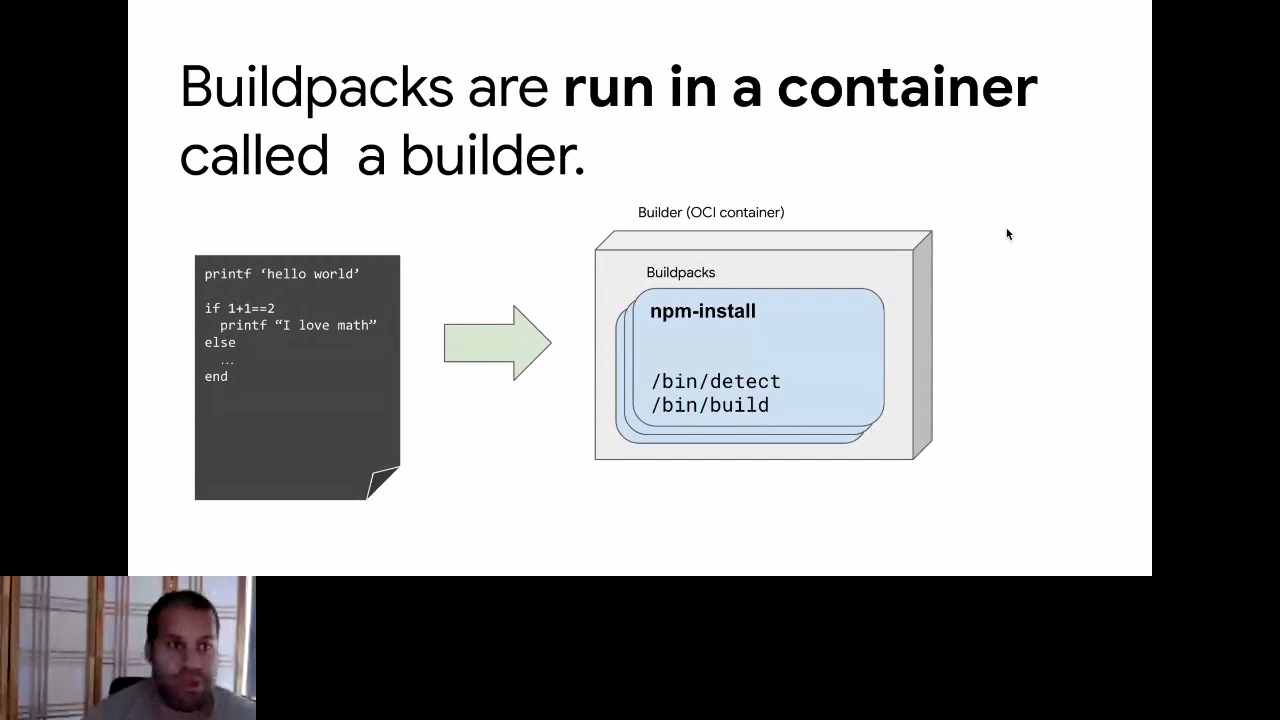 Buildpacks are run in a container
called  a builder.
Builder (OCI container)
printf ‘hello world’
if 1+1==2
  printf “I love math”
else
  ...
end
Buildpacks
npm-install
/bin/detect
/bin/build